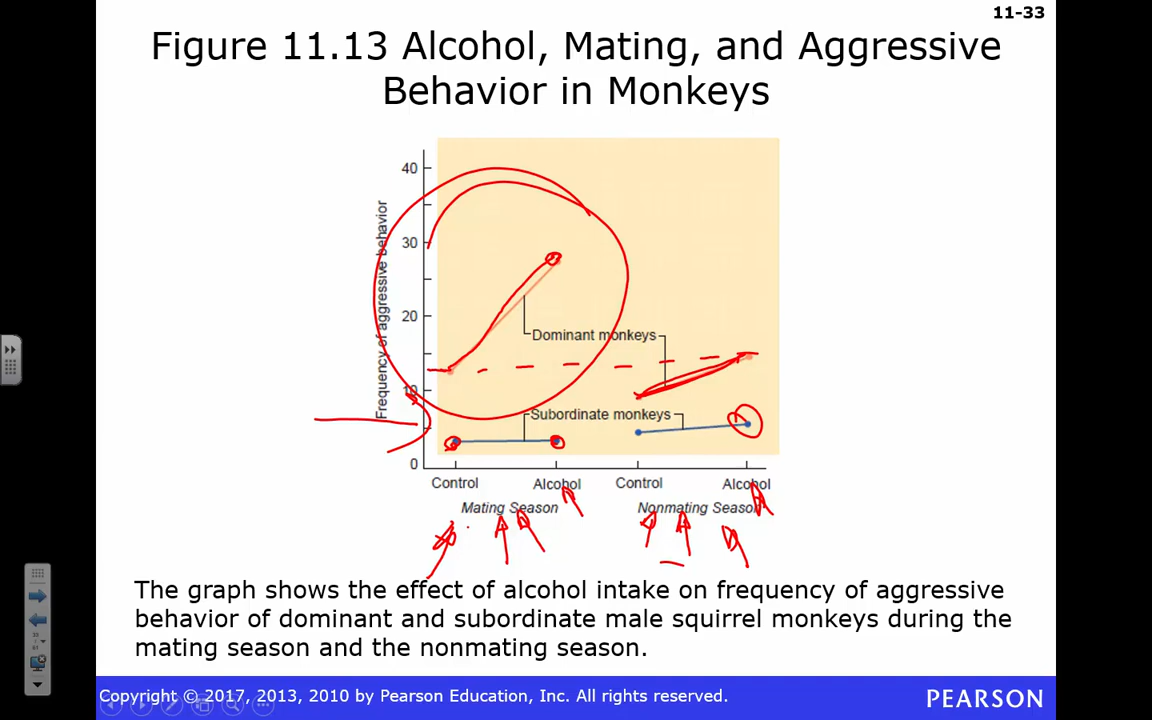 11-33
Figure 11.13 Alcohol, Mating, and Aggressive
Behavior in Monkeys
Frequency of aggressive behavior
40
30
20
10
0
Dominant monkeys
Subordinate monkeys
Control
Alcohol
Control
Alcohol
Mating Season
Nonmating Season
The graph shows the effect of alcohol intake on frequency of aggressive
behavior of dominant and subordinate male squirrel monkeys during the
mating season and the nonmating season.
Copyright © 2017, 2013, 2010 by Pearson Education, Inc. All rights reserved.
PEARSON